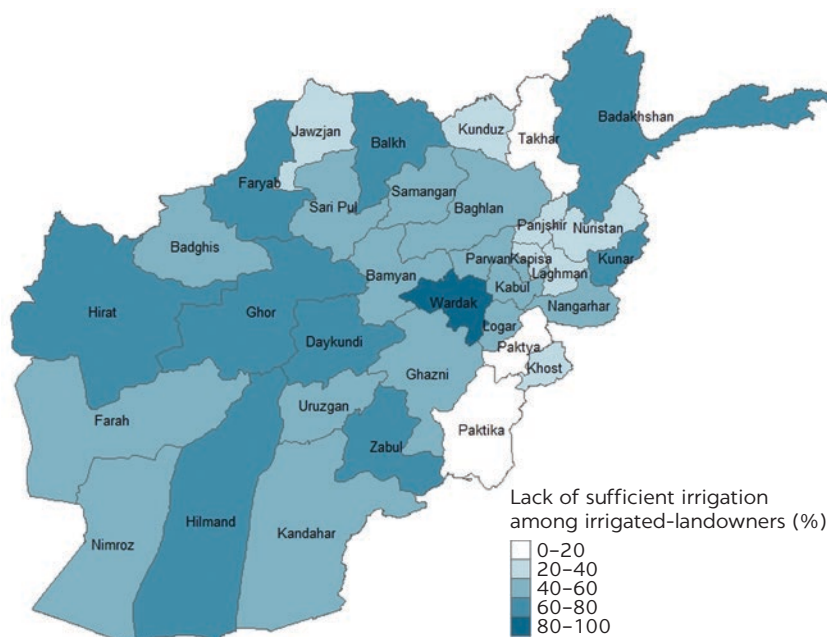 Badakhshan
Jawzjan
Balkh
Kunduz
Takhar
Faryab
Samangan
Sari Pul
Baghlan
Panjshir
Nuristan
Badghis
Parwan
Kapisa
Kunar
Bamyan
Laghman
Kabul
Hirat
Ghor
Wardak
Nangarhar
Logar
Daykundi
Paktya
Ghazni
Khost
Uruzgan
Farah
Paktika
Zabul
Hilmand
Kandahar
Nimroz
Lack of sufficient irrigation
among irrigated-landowners (%)
0–20
20–40
40–60
60–80
80–100